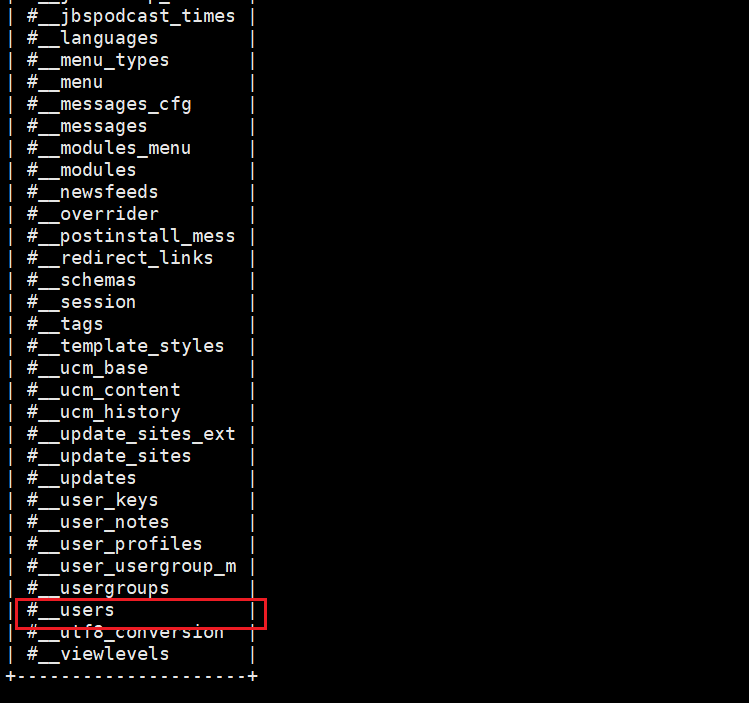 | #__jbspodcast_times |
| #__languages |
| #__menu_types |
| #__menu |
| #__messages_cfg |
| #__messages |
| #__modules_menu |
| #__modules |
| #__newsfeeds |
| #__overrider |
| #__postinstall_mess |
| #__redirect_links |
| #__schemas |
| #__session |
| #__tags |
| #__template_styles |
| #__ucm_base |
| #__ucm_content |
| #__ucm_history |
| #__update_sites_ext |
| #__update_sites |
| #__updates |
| #__user_keys |
| #__user_notes |
| #__user_profiles |
| #__user_usergroup_m |
| #__usergroups |
| #__users |
| #__utf8_conversion |
| #__viewlevels |
+---------------------+